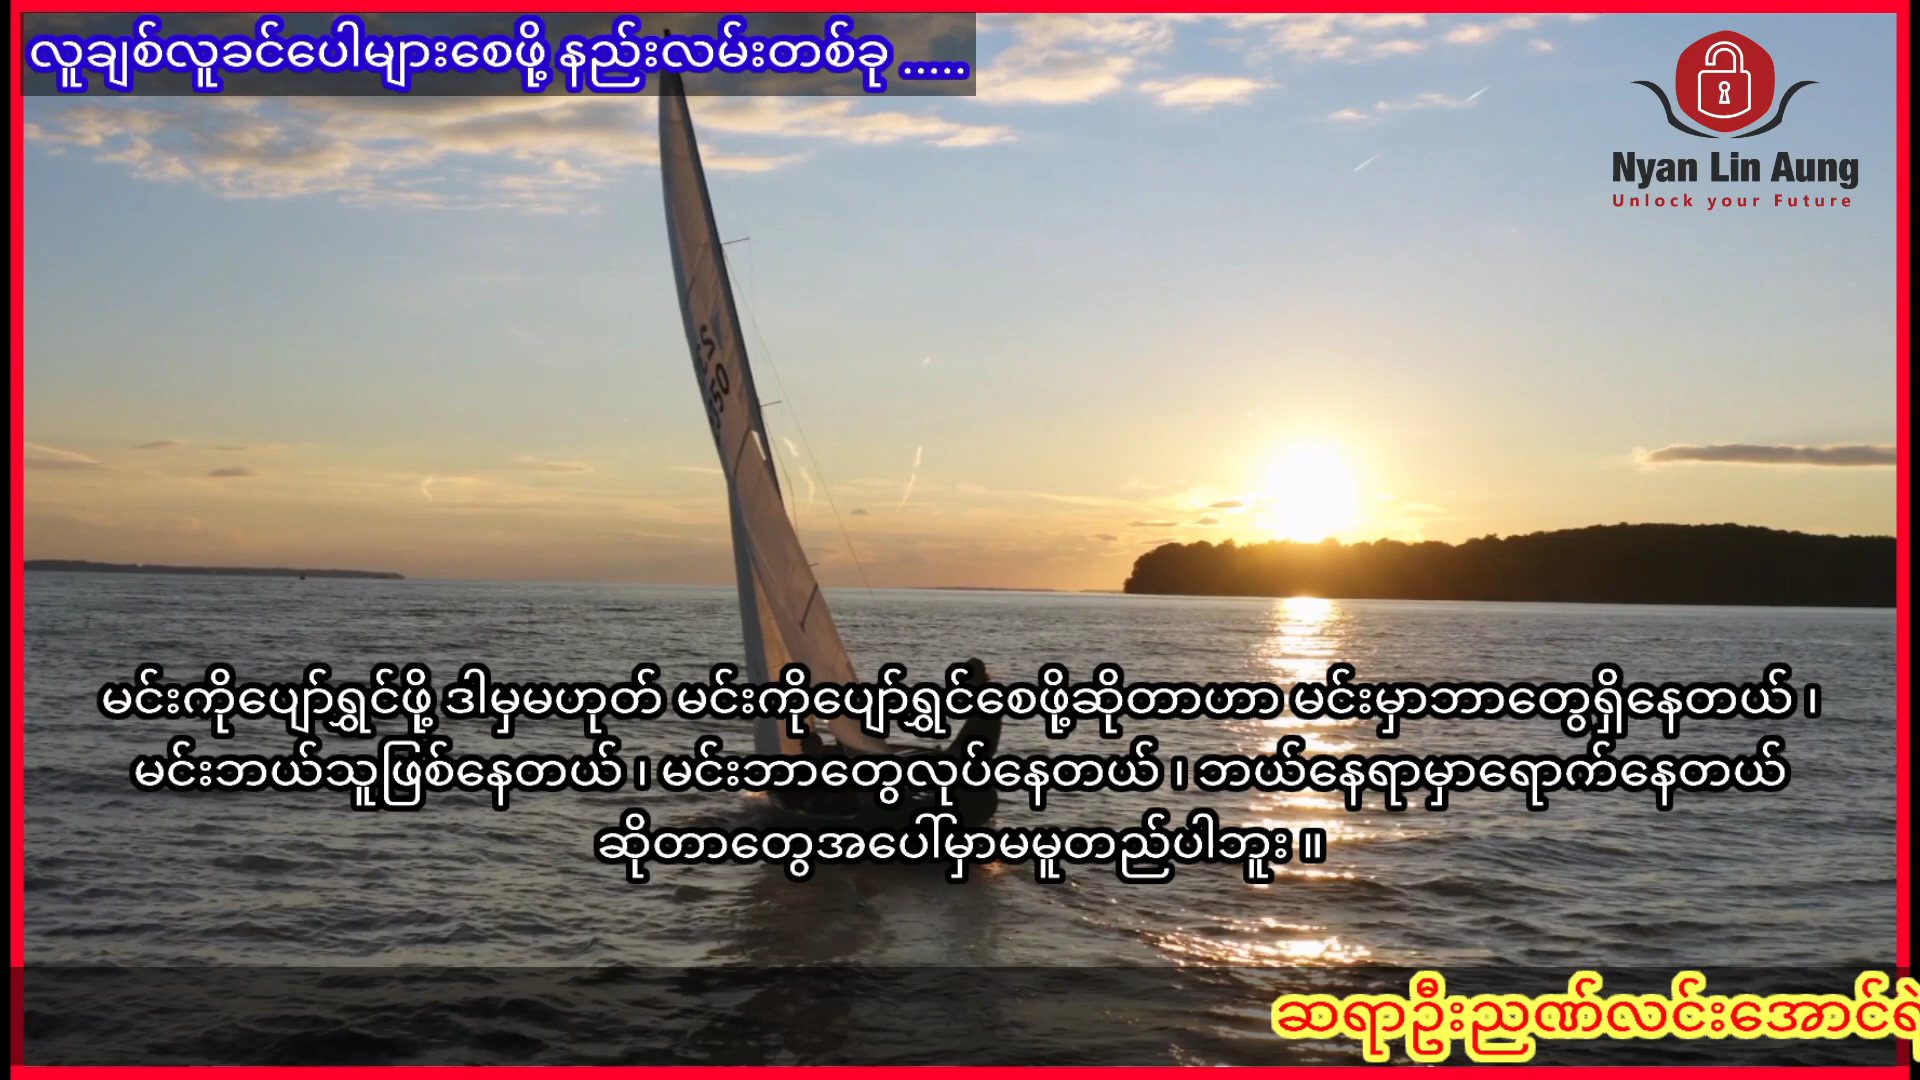 လူချစ်လူခင်ပေါများစေဖို့ နည်းလမ်းတစ်ခု .....
Nyan Lin Aung
Unlock your Future
မင်းကိုပျော်ရွှင်ဖို့ ဒါမှမဟုတ် မင်းကိုပျော်ရွှင်စေဖို့ဆိုတာဟာ မင်းမှာဘာတွေရှိနေတယ် ၊
မင်းဘယ်သူဖြစ်နေတယ် ၊ မင်းဘာတွေလုပ်နေတယ် ၊ ဘယ်နေရာမှာရောက်နေတယ်
ဆိုတာတွေအပေါ်မှာမမူတည်ပါဘူး ။
ဆရာဦးညဏ်လင်းအောင်ရဲ